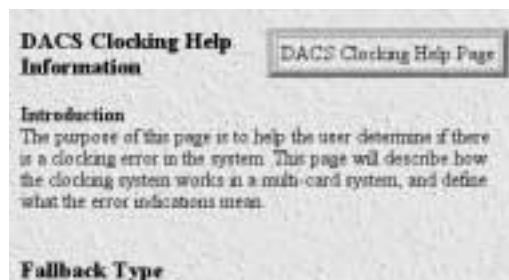 DACS Clocking Help
Information
DACS Clocking Help Page
Introduction
The purpose of this page is to help the user determine if there
is a clocking error in the system. This page will describe how
the clocking system works in a multi-card system, and define
what the error indications mean.
Fallback Type